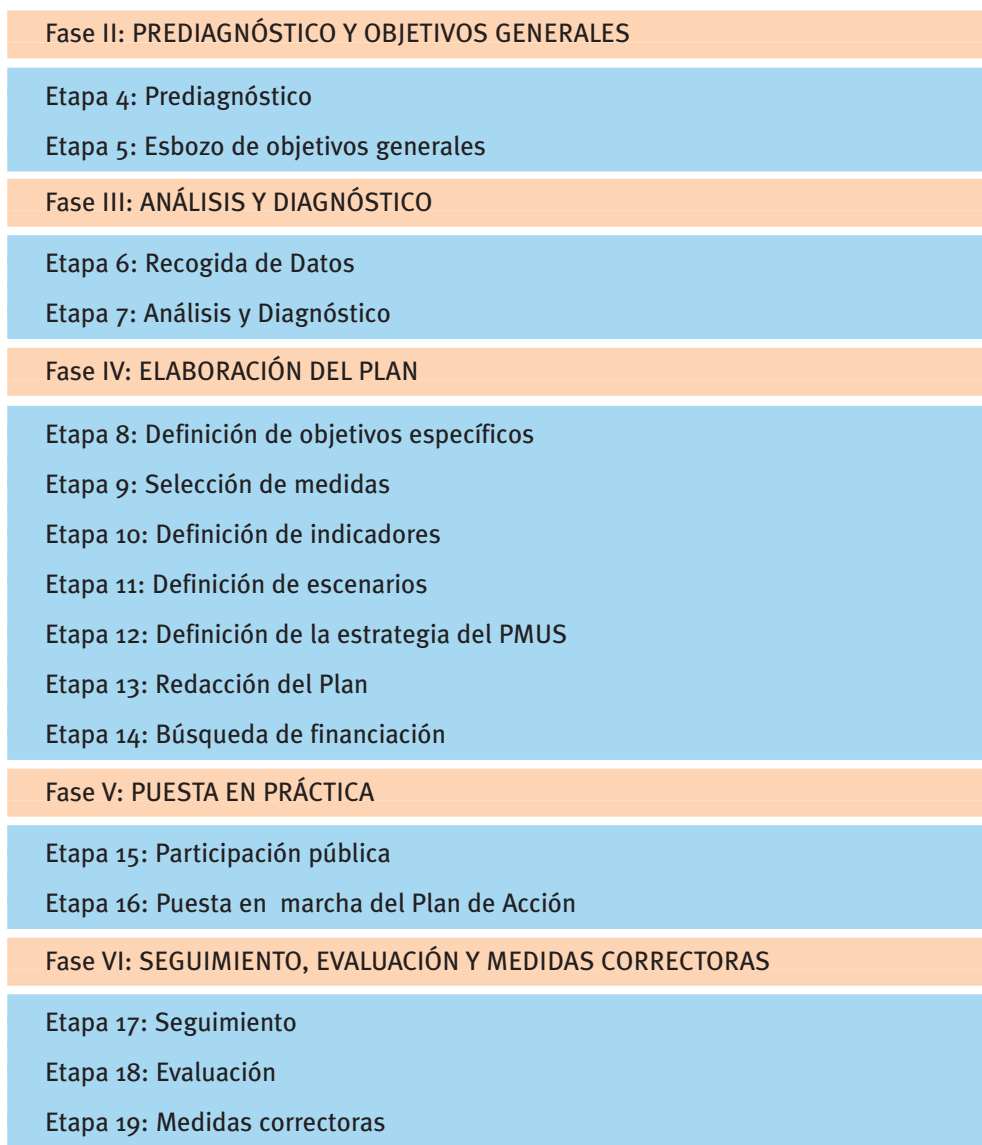 Fase II: PREDIAGNÓSTICO Y OBJETIVOS GENERALES
Etapa 4: Prediagnóstico
Etapa 5: Esbozo de objetivos generales
Fase III: ANÁLISIS Y DIAGNÓSTICO
Etapa 6: Recogida de Datos
Etapa 7: Análisis y Diagnóstico
Fase IV: ELABORACIÓN DEL PLAN
Etapa 8: Definición de objetivos específicos
Etapa 9: Selección de medidas
Etapa 10: Definición de indicadores
Etapa 11: Definición de escenarios
Etapa 12: Definición de la estrategia del PMUS
Etapa 13: Redacción del Plan
Etapa 14: Búsqueda de financiación
Fase V: PUESTA EN PRÁCTICA
Etapa 15: Participación pública
Etapa 16: Puesta en marcha del Plan de Acción
Fase VI: SEGUIMIENTO, EVALUACIÓN Y MEDIDAS CORRECTORAS
Etapa 17: Seguimiento
Etapa 18: Evaluación
Etapa 19: Medidas correctoras